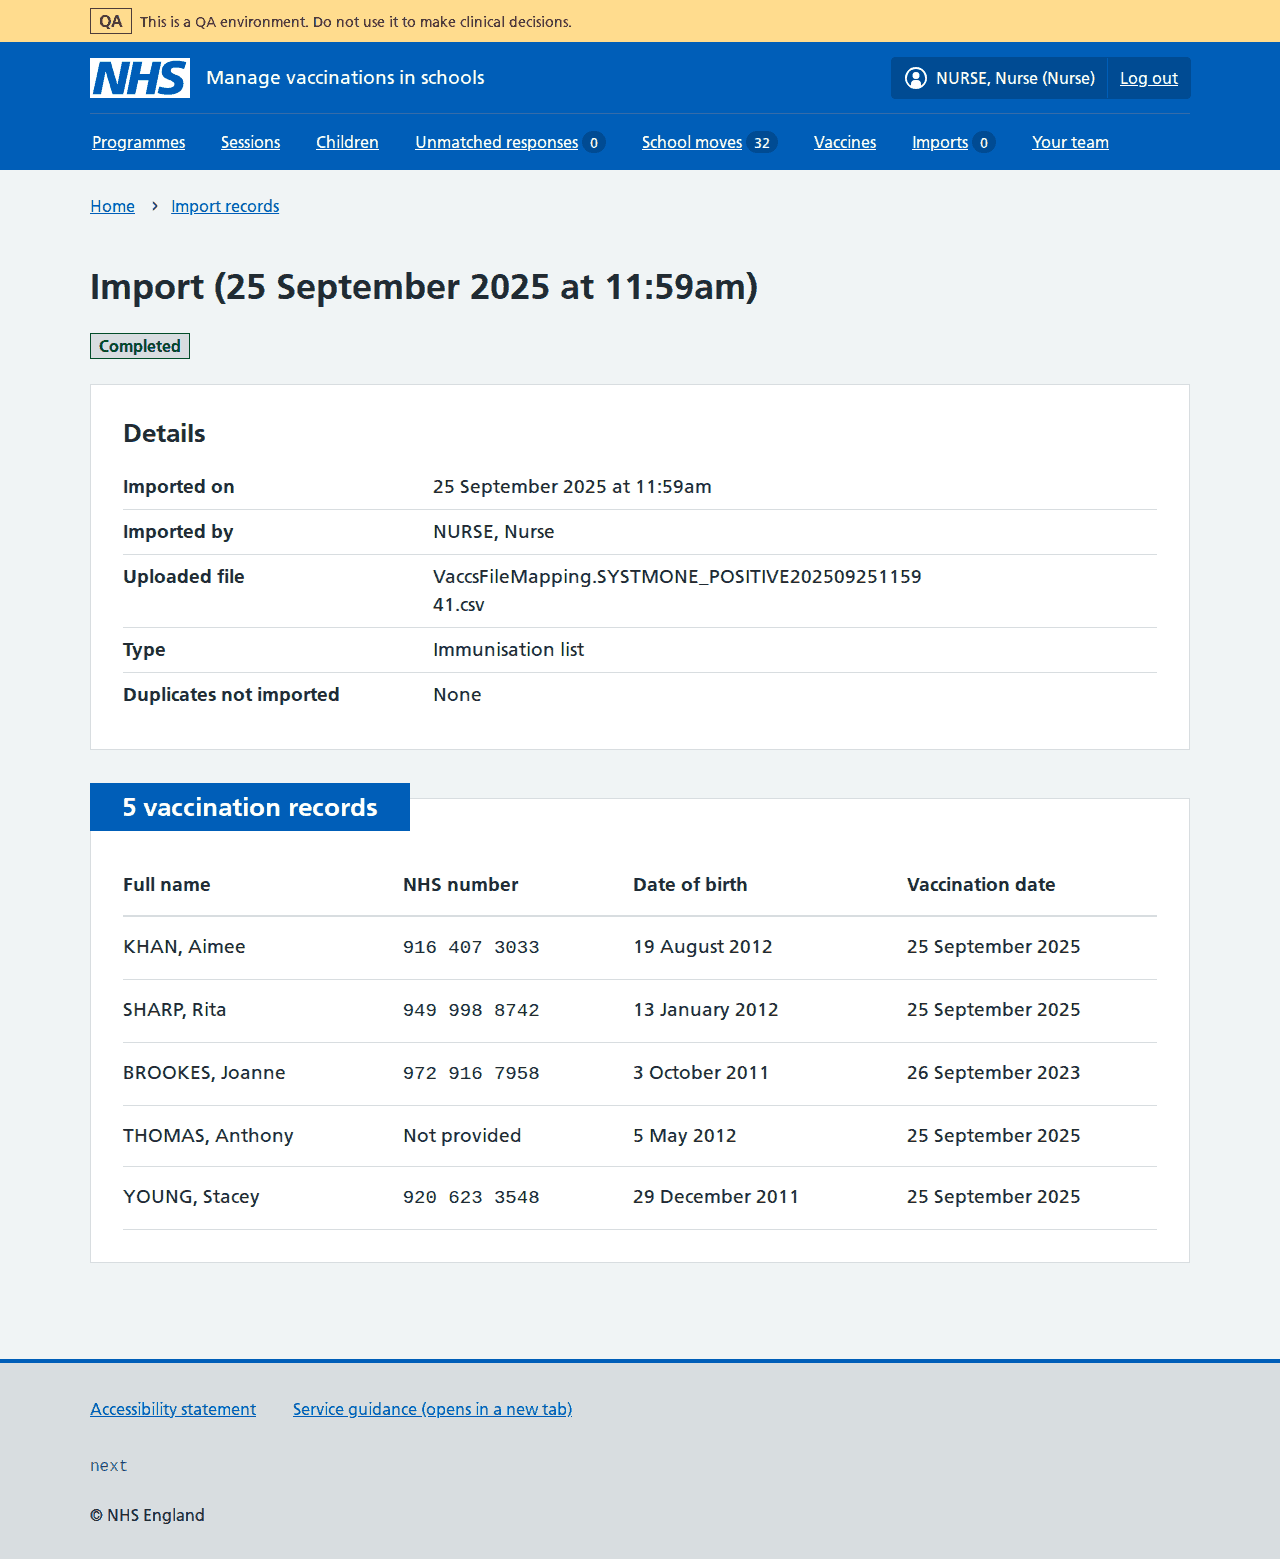 QA This is a QA environment. Do not use it to make clinical decisions.
NHS Manage vaccinations in schools NURSE, Nurse (Nurse) Log out
Programmes Sessions Children Unmatched responses 0 School moves 32 Vaccines Imports 0 Your team
Home Import records
Import (25 September 2025 at 11:59am)
Completed
Details
Imported on 25 September 2025 at 11:59am
Imported by NURSE, Nurse
Uploaded file VaccsFileMapping.SYSTMONE_POSITIVE202509251159
41.csv
Type Immunisation list
Duplicates not imported None
5 vaccination records
Full name NHS number Date of birth Vaccination date
KHAN, Aimee 916 407 3033 19 August 2012 25 September 2025
SHARP, Rita 949 998 8742 13 January 2012 25 September 2025
BROOKES, Joanne 972 916 7958 3 October 2011 26 September 2023
THOMAS, Anthony Not provided 5 May 2012 25 September 2025
YOUNG, Stacey 920 623 3548 29 December 2011 25 September 2025
Accessibility statement Service guidance (opens in a new tab)
next
© NHS England